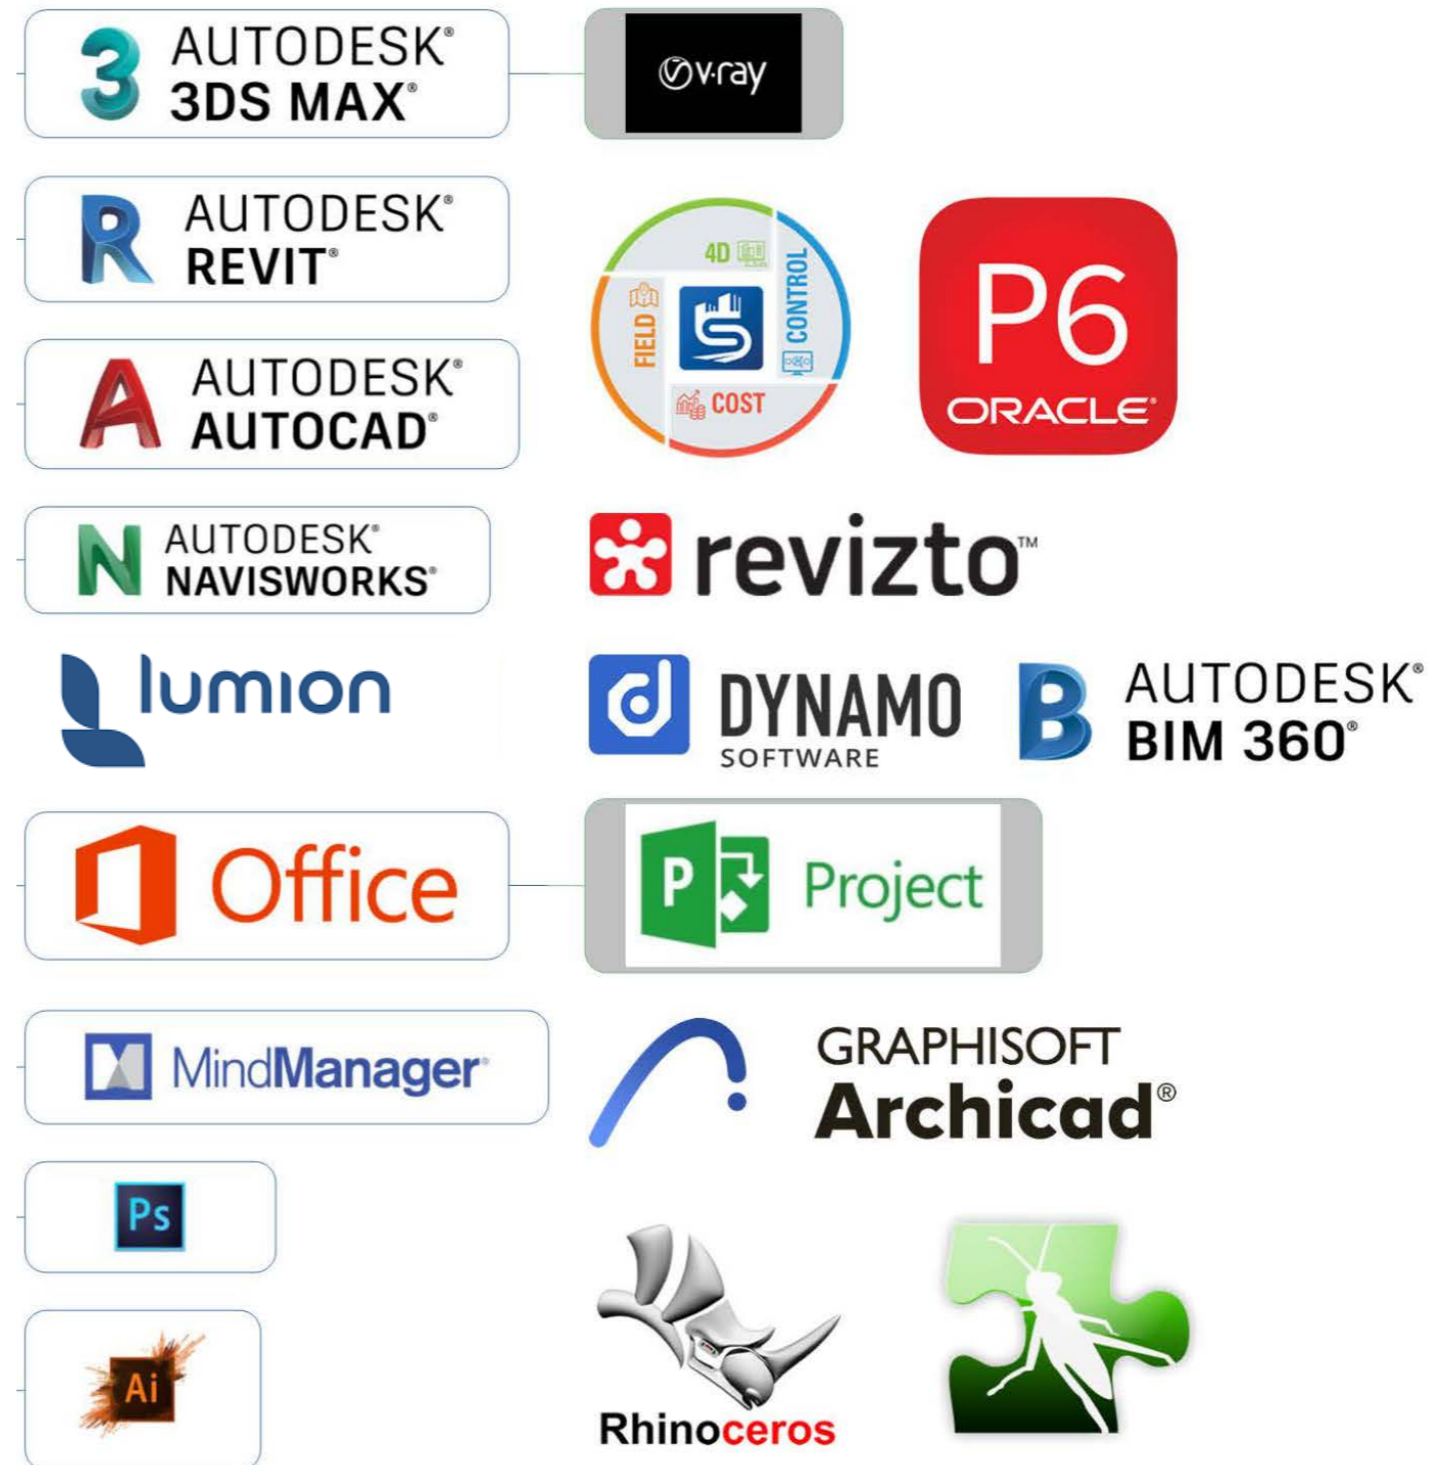 3 AUTODESK®
3DS MAX®
v·ray
R AUTODESK®
REVIT®
4D
FIELD
CONTROL
S
COST
P6
ORACLE®
A AUTODESK®
AUTOCAD®
N AUTODESK®
NAVISWORKS®
revizto™
lumion
d DYNAMO
SOFTWARE
B AUTODESK®
BIM 360®
Office
P Project
MindManager®
GRAPHISOFT
Archicad®
Ps
Ai
Rhinoceros